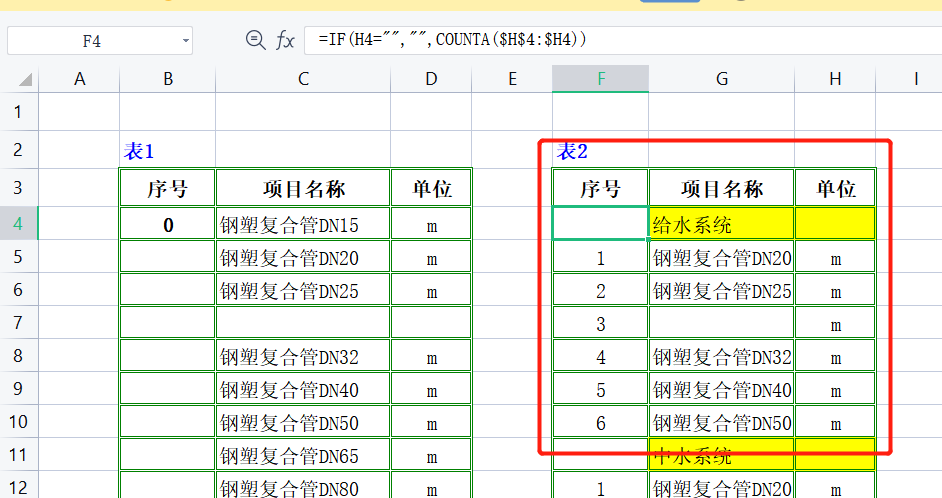 F4 fx =IF(H4="","",COUNTA($H$4:$H4))
A B C D E F G H I
1
2 表1 表2
3 序号 项目名称 单位 序号 项目名称 单位
4 0 钢塑复合管DN15 m 给水系统
5 钢塑复合管DN20 m 1 钢塑复合管DN20 m
6 钢塑复合管DN25 m 2 钢塑复合管DN25 m
7 3 m
8 钢塑复合管DN32 m 4 钢塑复合管DN32 m
9 钢塑复合管DN40 m 5 钢塑复合管DN40 m
10 钢塑复合管DN50 m 6 钢塑复合管DN50 m
11 钢塑复合管DN65 m 中水系统
12 钢塑复合管DN80 m 1 钢塑复合管DN20 m